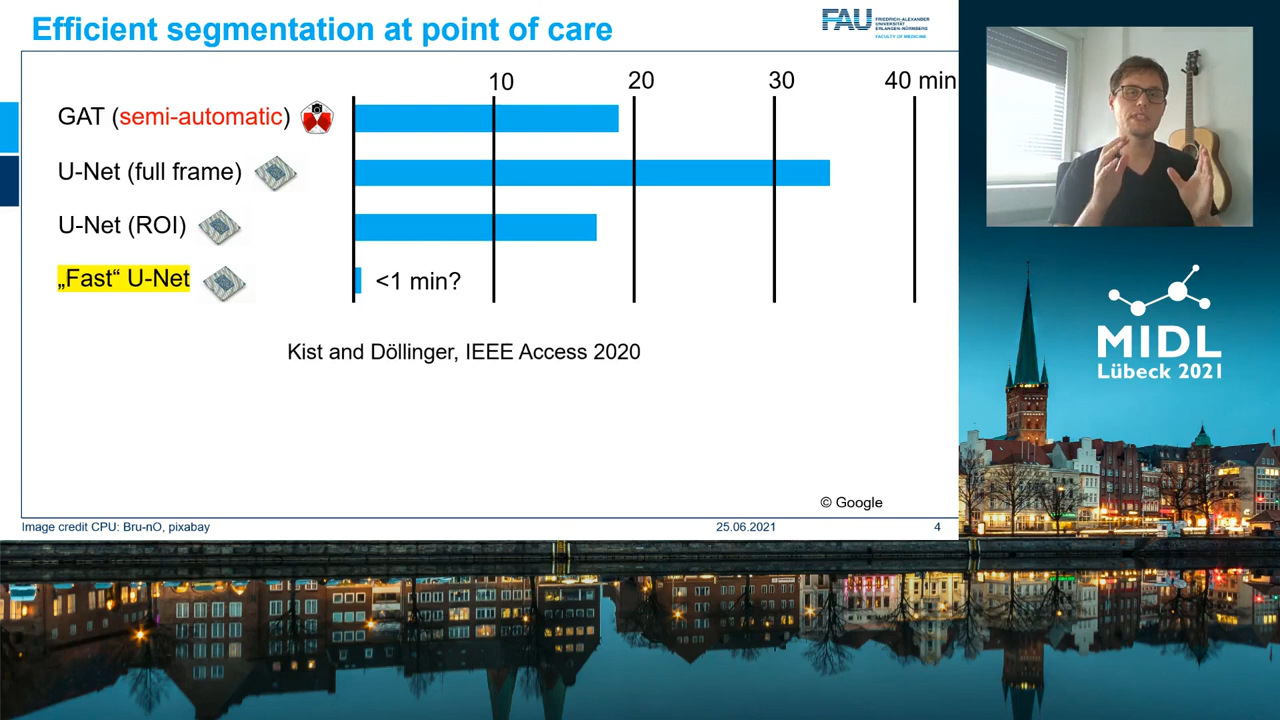 Efficient segmentation at point of care
FAU
FRIEDRICH-ALEXANDER
UNIVERSITÄT
ERLANGEN-NÜRNBERG
FACULTY OF MEDICINE
10 20 30 40 min
GAT (semi-automatic)
U-Net (full frame)
U-Net (ROI)
„Fast“ U-Net <1 min?
Kist and Döllinger, IEEE Access 2020
© Google
Image credit CPU: Bru-nO, pixabay 25.06.2021 4
MIDL
Lübeck 2021